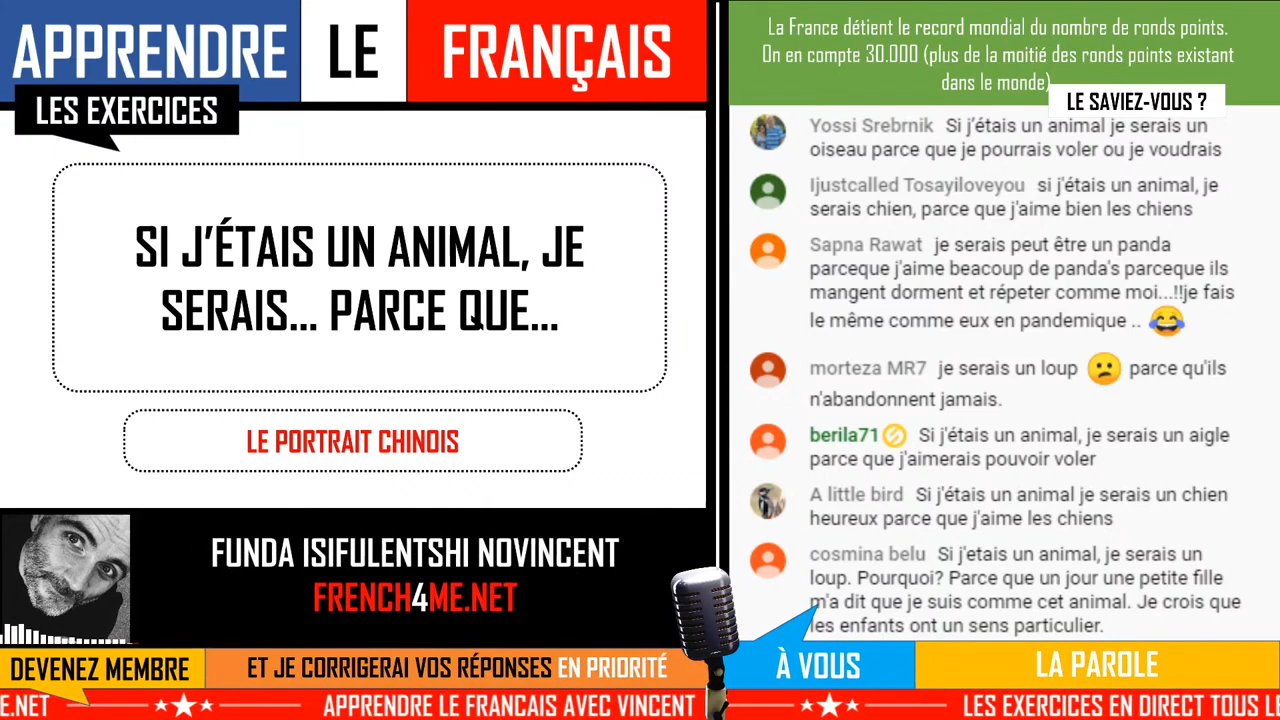 APPRENDRE LE FRANÇAIS
LES EXERCICES
SI J'ÉTAIS UN ANIMAL, JE
SERAIS... PARCE QUE...
LE PORTRAIT CHINOIS
FUNDA ISIFULENTSHI NOVINCENT
FRENCH4ME.NET
DEVENEZ MEMBRE
ET JE CORRIGERAI VOS RÉPONSES EN PRIORITÉ
La France détient le record mondial du nombre de ronds points.
On en compte 30.000 (plus de la moitié des ronds points existant
dans le monde)
LE SAVIEZ-VOUS ?
Yossi Srebrnik Si j'étais un animal je serais un
oiseau parce que je pourrais voler ou je voudrais
Ijustcalled Tosayiloveyou si j'étais un animal, je
serais chien, parce que j'aime bien les chiens
Sapna Rawat je serais peut être un panda
parceque j'aime beacoup de panda's parceque ils
mangent dorment et répeter comme moi...!!je fais
le même comme eux en pandemique .. 😂
morteza MR7 je serais un loup 😕 parce qu'ils
n'abandonnent jamais.
berila71 Si j'étais un animal, je serais un aigle
parce que j'aimerais pouvoir voler
A little bird Si j'étais un animal je serais un chien
heureux parce que j'aime les chiens
cosmina belu Si j'etais un animal, je serais un
loup. Pourquoi? Parce que un jour une petite fille
m'a dit que je suis comme cet animal. Je crois que
les enfants ont un sens particulier.
À VOUS LA PAROLE
E.NET APPRENDRE LE FRANCAIS AVEC VINCENT LES EXERCICES EN DIRECT TOUS LE